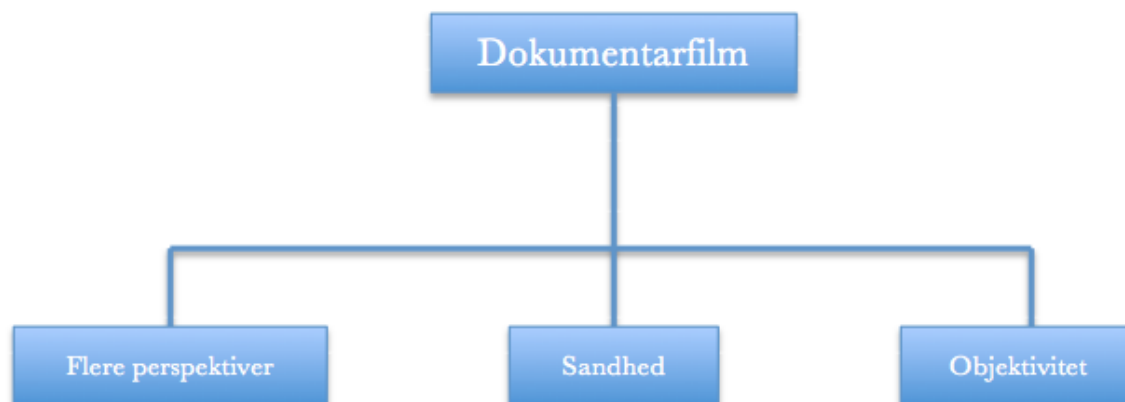 Dokumentarfilm
Flere perspektiver
Sandhed
Objektivitet